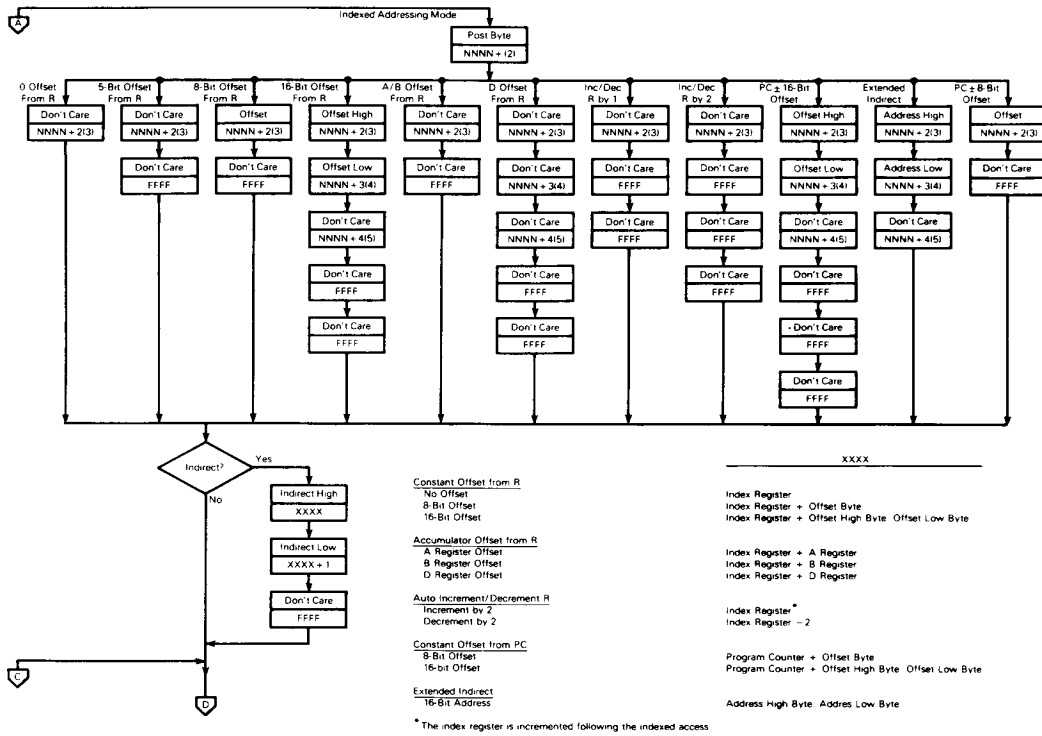 A
Indexed Addressing Mode
Post Byte
NNNN + (2)
0 Offset From R
5-Bit Offset From R
8-Bit Offset From R
16-Bit Offset From R
A/B Offset From R
D Offset From R
Inc/Dec R by 1
Inc/Dec R by 2
PC ± 16-Bit Offset
Extended Indirect
PC ± 8-Bit Offset
Don't Care
NNNN + 2(3)
Don't Care
NNNN + 2(3)
Offset
NNNN + 2(3)
Offset High
NNNN + 2(3)
Don't Care
NNNN + 2(3)
Don't Care
NNNN + 2(3)
Don't Care
NNNN + 2(3)
Don't Care
NNNN + 2(3)
Offset High
NNNN + 2(3)
Address High
NNNN + 2(3)
Offset
NNNN + 2(3)
Don't Care
FFFF
Don't Care
FFFF
Offset Low
NNNN + 3(4)
Don't Care
FFFF
Don't Care
NNNN + 3(4)
Don't Care
FFFF
Don't Care
FFFF
Offset Low
NNNN + 3(4)
Address Low
NNNN + 3(4)
Don't Care
FFFF
Don't Care
NNNN + 4(5)
Don't Care
NNNN + 4(5)
Don't Care
FFFF
Don't Care
FFFF
Don't Care
NNNN + 4(5)
Don't Care
NNNN + 4(5)
Don't Care
FFFF
Don't Care
FFFF
Don't Care
FFFF
Don't Care
FFFF
Don't Care
FFFF
Don't Care
FFFF
- Don't Care
FFFF
Don't Care
FFFF
Indirect?
Yes
No
Indirect High
XXXX
Indirect Low
XXXX + 1
Don't Care
FFFF
C
D
XXXX
Constant Offset from R
No Offset Index Register
8-Bit Offset Index Register + Offset Byte
16-Bit Offset Index Register + Offset High Byte Offset Low Byte
Accumulator Offset from R
A Register Offset Index Register + A Register
B Register Offset Index Register + B Register
D Register Offset Index Register + D Register
Auto Increment/Decrement R
Increment by 2 Index Register*
Decrement by 2 Index Register − 2
Constant Offset from PC
8-Bit Offset Program Counter + Offset Byte
16-bit Offset Program Counter + Offset High Byte Offset Low Byte
Extended Indirect
16-Bit Address Address High Byte. Addres Low Byte
* The index register is incremented following the indexed access